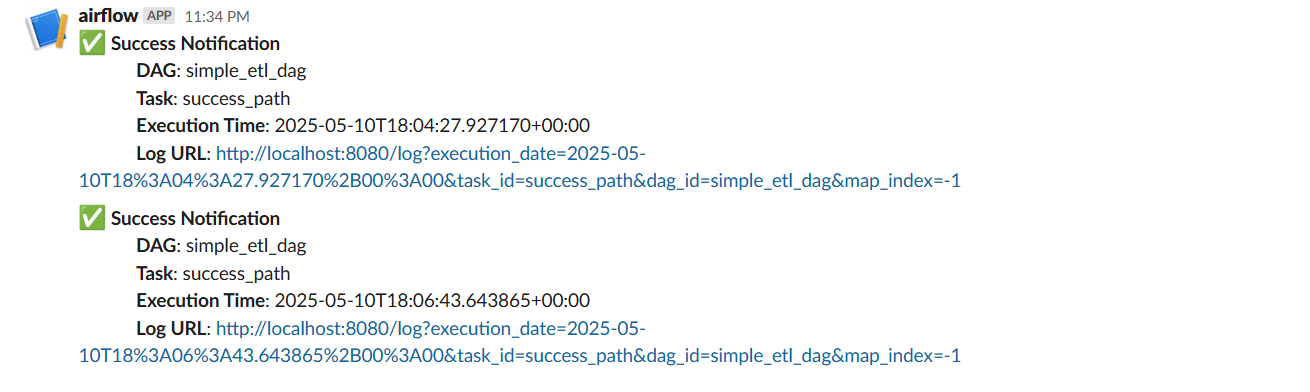 airflow APP 11:34 PM
✅ Success Notification
DAG: simple_etl_dag
Task: success_path
Execution Time: 2025-05-10T18:04:27.927170+00:00
Log URL: http://localhost:8080/log?execution_date=2025-05-
10T18%3A04%3A27.927170%2B00%3A00&task_id=success_path&dag_id=simple_etl_dag&map_index=-1
✅ Success Notification
DAG: simple_etl_dag
Task: success_path
Execution Time: 2025-05-10T18:06:43.643865+00:00
Log URL: http://localhost:8080/log?execution_date=2025-05-
10T18%3A06%3A43.643865%2B00%3A00&task_id=success_path&dag_id=simple_etl_dag&map_index=-1